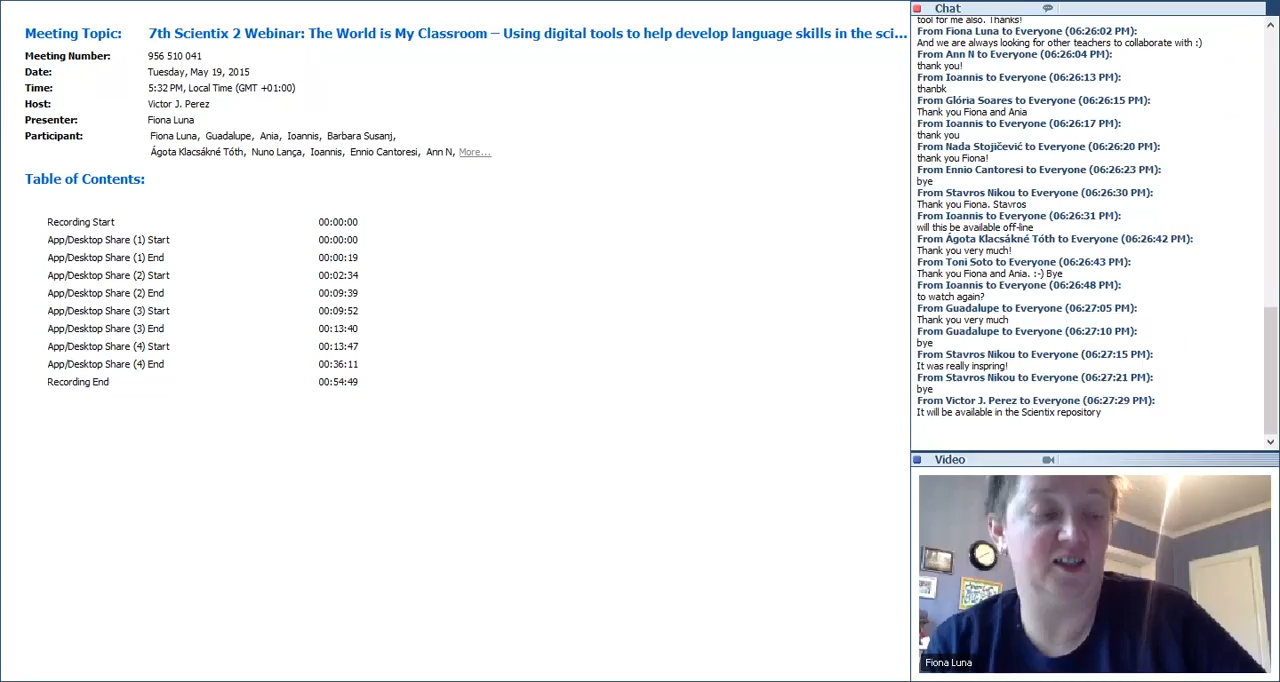 Meeting Topic: 7th Scientix 2 Webinar: The World is My Classroom – Using digital tools to help develop language skills in the sci...
Meeting Number: 956 510 041
Date: Tuesday, May 19, 2015
Time: 5:32 PM, Local Time (GMT +01:00)
Host: Victor J. Perez
Presenter: Fiona Luna
Participant: Fiona Luna, Guadalupe, Ania, Ioannis, Barbara Susanj,
Ágota Klacsákné Tóth, Nuno Lança, Ioannis, Ennio Cantoresi, Ann N, More...
Table of Contents:
Recording Start 00:00:00
App/Desktop Share (1) Start 00:00:00
App/Desktop Share (1) End 00:00:19
App/Desktop Share (2) Start 00:02:34
App/Desktop Share (2) End 00:09:39
App/Desktop Share (3) Start 00:09:52
App/Desktop Share (3) End 00:13:40
App/Desktop Share (4) Start 00:13:47
App/Desktop Share (4) End 00:36:11
Recording End 00:54:49
Chat
tool for me also. Thanks!
From Fiona Luna to Everyone (06:26:02 PM):
And we are always looking for other teachers to collaborate with :)
From Ann N to Everyone (06:26:04 PM):
thank you!
From Ioannis to Everyone (06:26:13 PM):
thanbk
From Glória Soares to Everyone (06:26:15 PM):
Thank you Fiona and Ania
From Ioannis to Everyone (06:26:17 PM):
thank you
From Nada Stojičević to Everyone (06:26:20 PM):
thank you Fiona!
From Ennio Cantoresi to Everyone (06:26:23 PM):
bye
From Stavros Nikou to Everyone (06:26:30 PM):
Thank you Fiona. Stavros
From Ioannis to Everyone (06:26:31 PM):
will this be available off-line
From Ágota Klacsákné Tóth to Everyone (06:26:42 PM):
Thank you very much!
From Toni Soto to Everyone (06:26:43 PM):
Thank you Fiona and Ania. :-) Bye
From Ioannis to Everyone (06:26:48 PM):
to watch again?
From Guadalupe to Everyone (06:27:05 PM):
Thank you very much
From Guadalupe to Everyone (06:27:10 PM):
bye
From Stavros Nikou to Everyone (06:27:15 PM):
It was really inspring!
From Stavros Nikou to Everyone (06:27:21 PM):
bye
From Victor J. Perez to Everyone (06:27:29 PM):
It will be available in the Scientix repository
Video
Fiona Luna